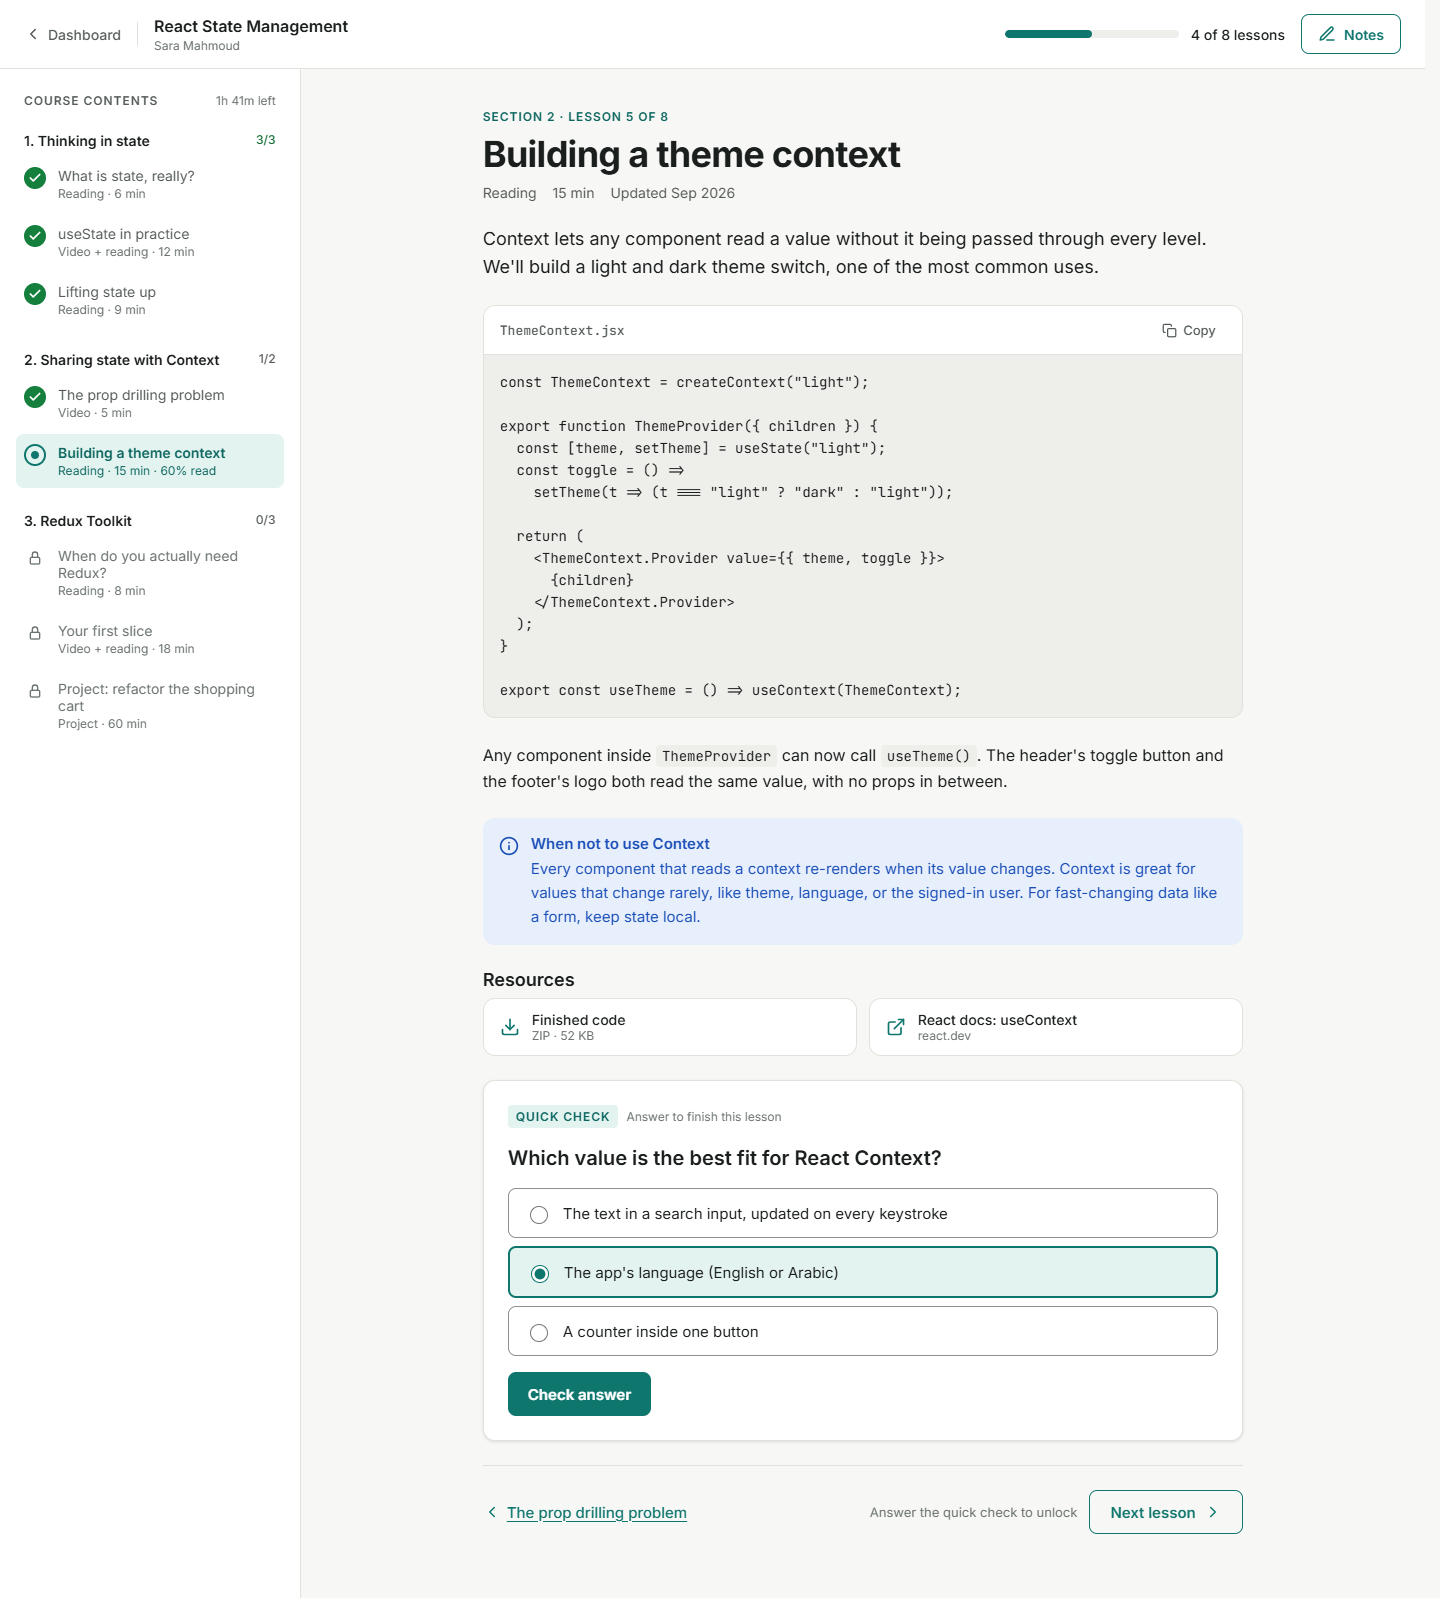 Dashboard
React State Management
Sara Mahmoud
4 of 8 lessons
Notes
COURSE CONTENTS
1h 41m left
1. Thinking in state
3/3
What is state, really?
Reading · 6 min
useState in practice
Video + reading · 12 min
Lifting state up
Reading · 9 min
2. Sharing state with Context
1/2
The prop drilling problem
Video · 5 min
Building a theme context
Reading · 15 min · 60% read
3. Redux Toolkit
0/3
When do you actually need
Redux?
Reading · 8 min
Your first slice
Video + reading · 18 min
Project: refactor the shopping
cart
Project · 60 min
SECTION 2 · LESSON 5 OF 8
Building a theme context
Reading 15 min Updated Sep 2026
Context lets any component read a value without it being passed through every level.
We'll build a light and dark theme switch, one of the most common uses.
ThemeContext.jsx
Copy
const ThemeContext = createContext("light");
export function ThemeProvider({ children }) {
  const [theme, setTheme] = useState("light");
  const toggle = () =>
    setTheme(t => (t === "light" ? "dark" : "light"));
  return (
    <ThemeContext.Provider value={{ theme, toggle }}>
      {children}
    </ThemeContext.Provider>
  );
}
export const useTheme = () => useContext(ThemeContext);
Any component inside ThemeProvider can now call useTheme(). The header's toggle button and
the footer's logo both read the same value, with no props in between.
When not to use Context
Every component that reads a context re-renders when its value changes. Context is great for
values that change rarely, like theme, language, or the signed-in user. For fast-changing data like
a form, keep state local.
Resources
Finished code
ZIP · 52 KB
React docs: useContext
react.dev
QUICK CHECK
Answer to finish this lesson
Which value is the best fit for React Context?
The text in a search input, updated on every keystroke
The app's language (English or Arabic)
A counter inside one button
Check answer
The prop drilling problem
Answer the quick check to unlock
Next lesson